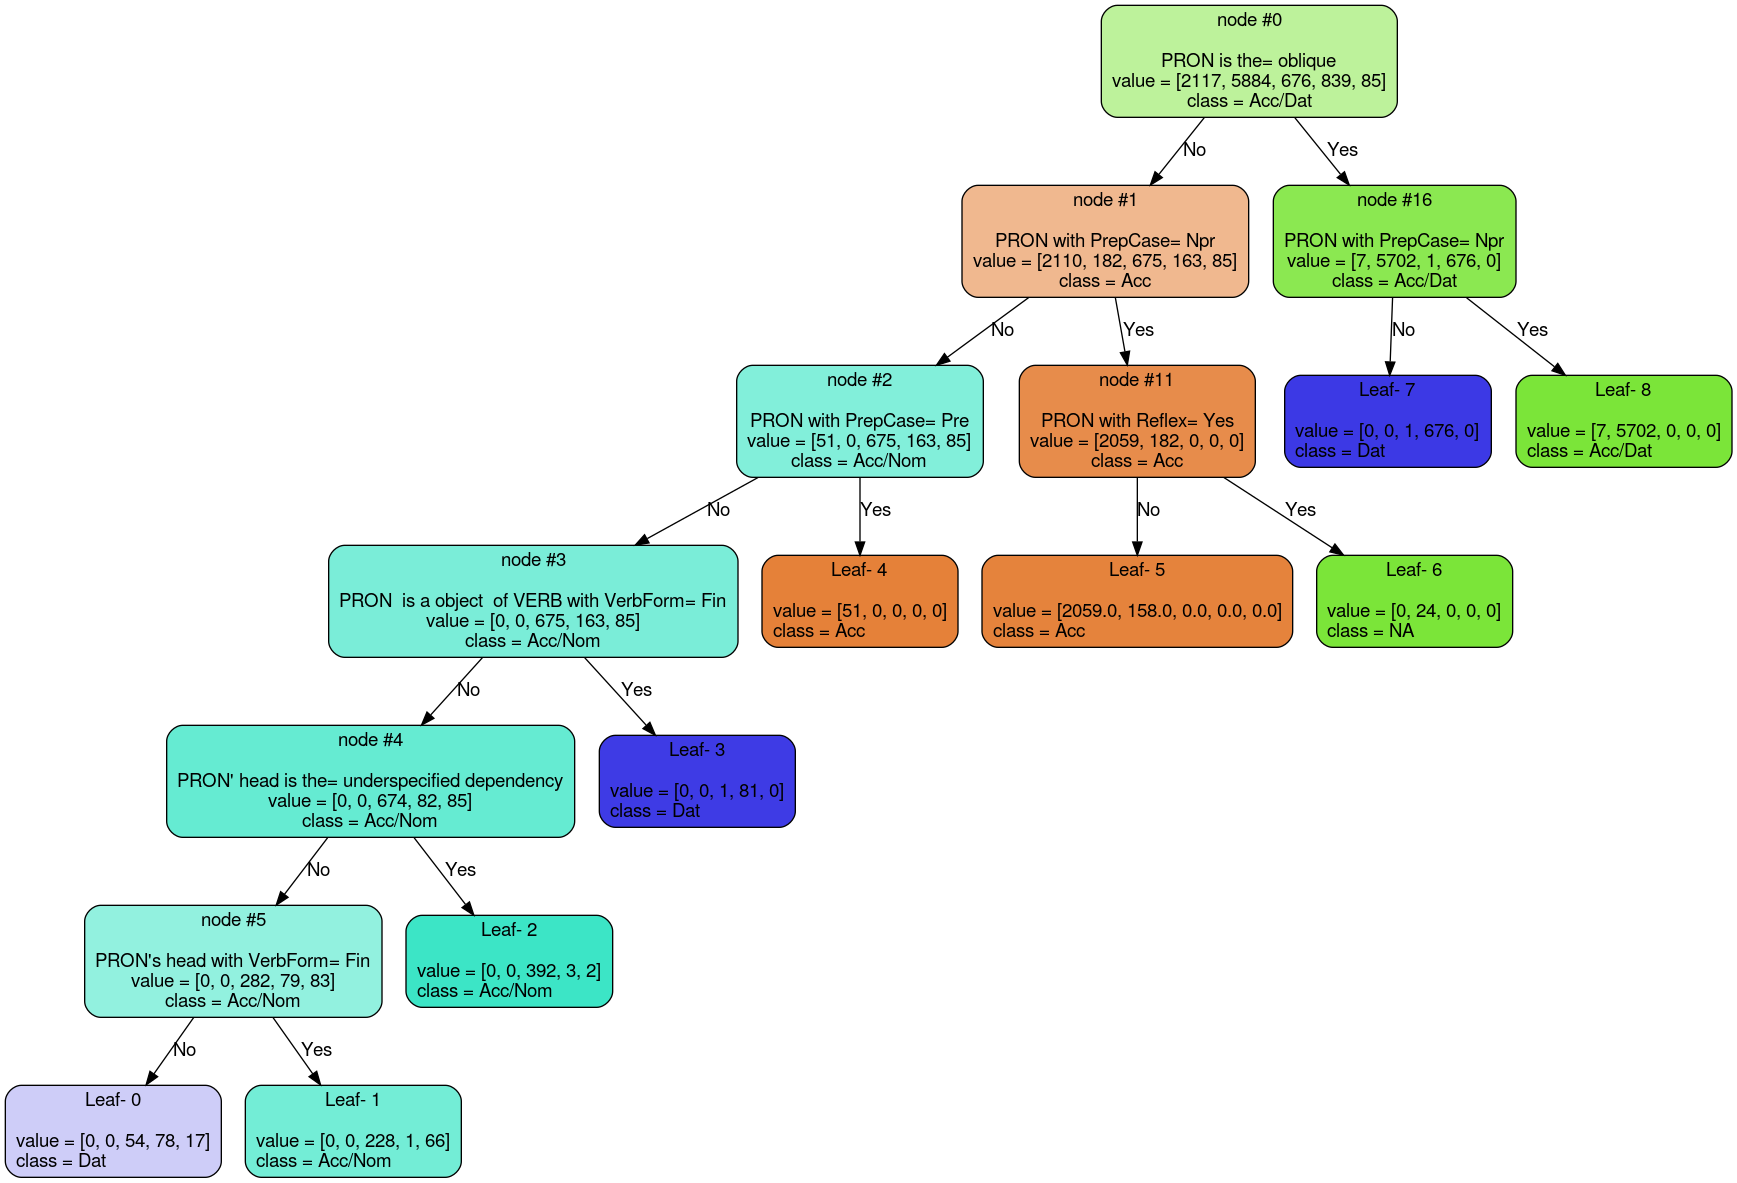 node #0
PRON is the= oblique
value = [2117, 5884, 676, 839, 85]
class = Acc/Dat
No
Yes
node #1
PRON with PrepCase= Npr
value = [2110, 182, 675, 163, 85]
class = Acc
node #16
PRON with PrepCase= Npr
value = [7, 5702, 1, 676, 0]
class = Acc/Dat
No
Yes
No
Yes
node #2
PRON with PrepCase= Pre
value = [51, 0, 675, 163, 85]
class = Acc/Nom
node #11
PRON with Reflex= Yes
value = [2059, 182, 0, 0, 0]
class = Acc
Leaf- 7
value = [0, 0, 1, 676, 0]
class = Dat
Leaf- 8
value = [7, 5702, 0, 0, 0]
class = Acc/Dat
No
Yes
No
Yes
node #3
PRON  is a object  of VERB with VerbForm= Fin
value = [0, 0, 675, 163, 85]
class = Acc/Nom
Leaf- 4
value = [51, 0, 0, 0, 0]
class = Acc
Leaf- 5
value = [2059.0, 158.0, 0.0, 0.0, 0.0]
class = Acc
Leaf- 6
value = [0, 24, 0, 0, 0]
class = NA
No
Yes
node #4
PRON' head is the= underspecified dependency
value = [0, 0, 674, 82, 85]
class = Acc/Nom
Leaf- 3
value = [0, 0, 1, 81, 0]
class = Dat
No
Yes
node #5
PRON's head with VerbForm= Fin
value = [0, 0, 282, 79, 83]
class = Acc/Nom
Leaf- 2
value = [0, 0, 392, 3, 2]
class = Acc/Nom
No
Yes
Leaf- 0
value = [0, 0, 54, 78, 17]
class = Dat
Leaf- 1
value = [0, 0, 228, 1, 66]
class = Acc/Nom